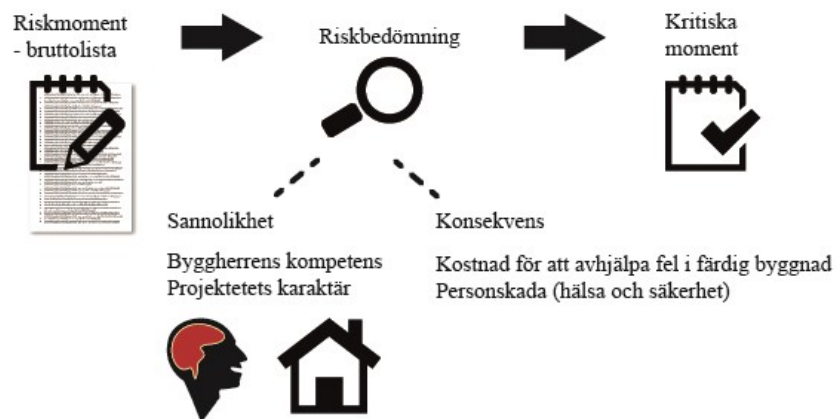 Riskmoment
- bruttolista
Riskbedömning
Kritiska
moment
Sannolikhet
Byggherrens kompetens
Projektetets karaktär
Konsekvens
Kostnad för att avhjälpa fel i färdig byggnad
Personskada (hälsa och säkerhet)